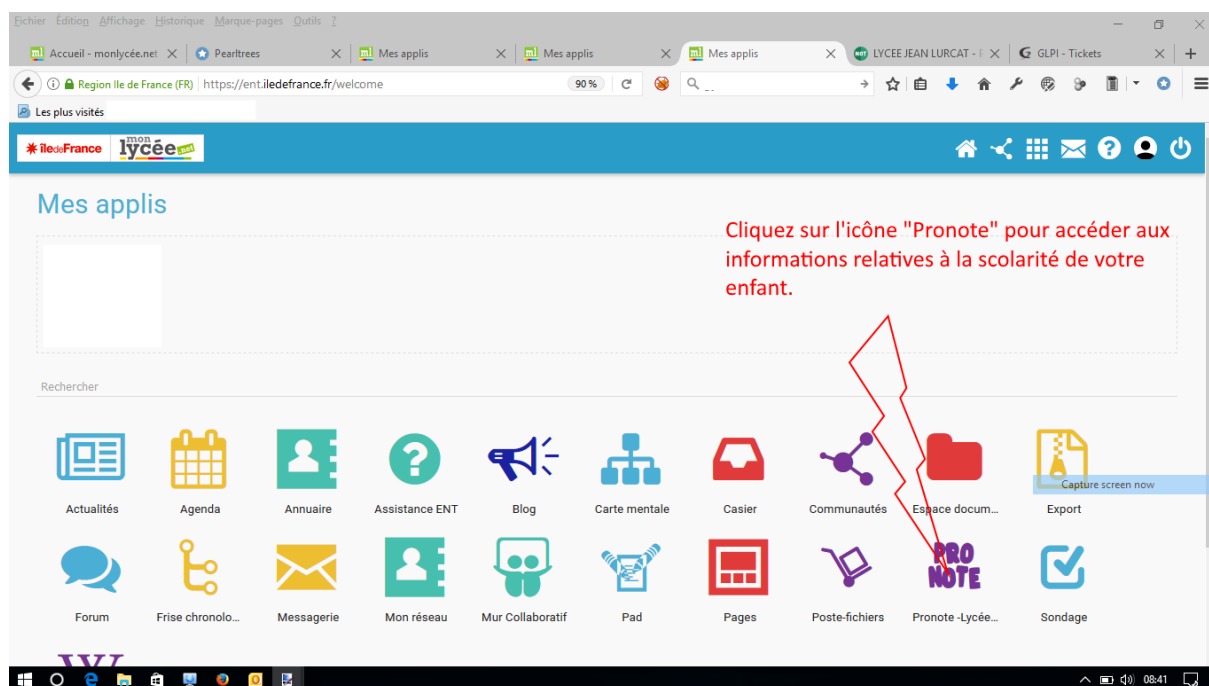 Fichier Édition Affichage Historique Marque-pages Outils ?
Accueil - monlycée.net Pearltrees Mes applis Mes applis Mes applis LYCEE JEAN LURCAT - GLPI - Tickets
Region Ile de France (FR) https://ent.iledefrance.fr/welcome 90 %
Les plus visités
îledeFrance mon lycée.net
Mes applis
Cliquez sur l'icône "Pronote" pour accéder aux
informations relatives à la scolarité de votre
enfant.
Rechercher
Capture screen now
Actualités Agenda Annuaire Assistance ENT Blog Carte mentale Casier Communautés Espace docum... Export
PRO
NOTE
Forum Frise chronolo... Messagerie Mon réseau Mur Collaboratif Pad Pages Poste-fichiers Pronote -Lycée... Sondage
08:41